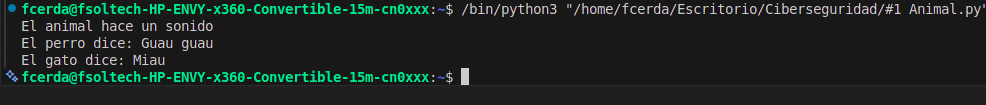 fcerda@fsoltech-HP-ENVY-x360-Convertible-15m-cn0xxx:~$ /bin/python3 "/home/fcerda/Escritorio/Ciberseguridad/#1 Animal.py"
El animal hace un sonido
El perro dice: Guau guau
El gato dice: Miau
fcerda@fsoltech-HP-ENVY-x360-Convertible-15m-cn0xxx:~$